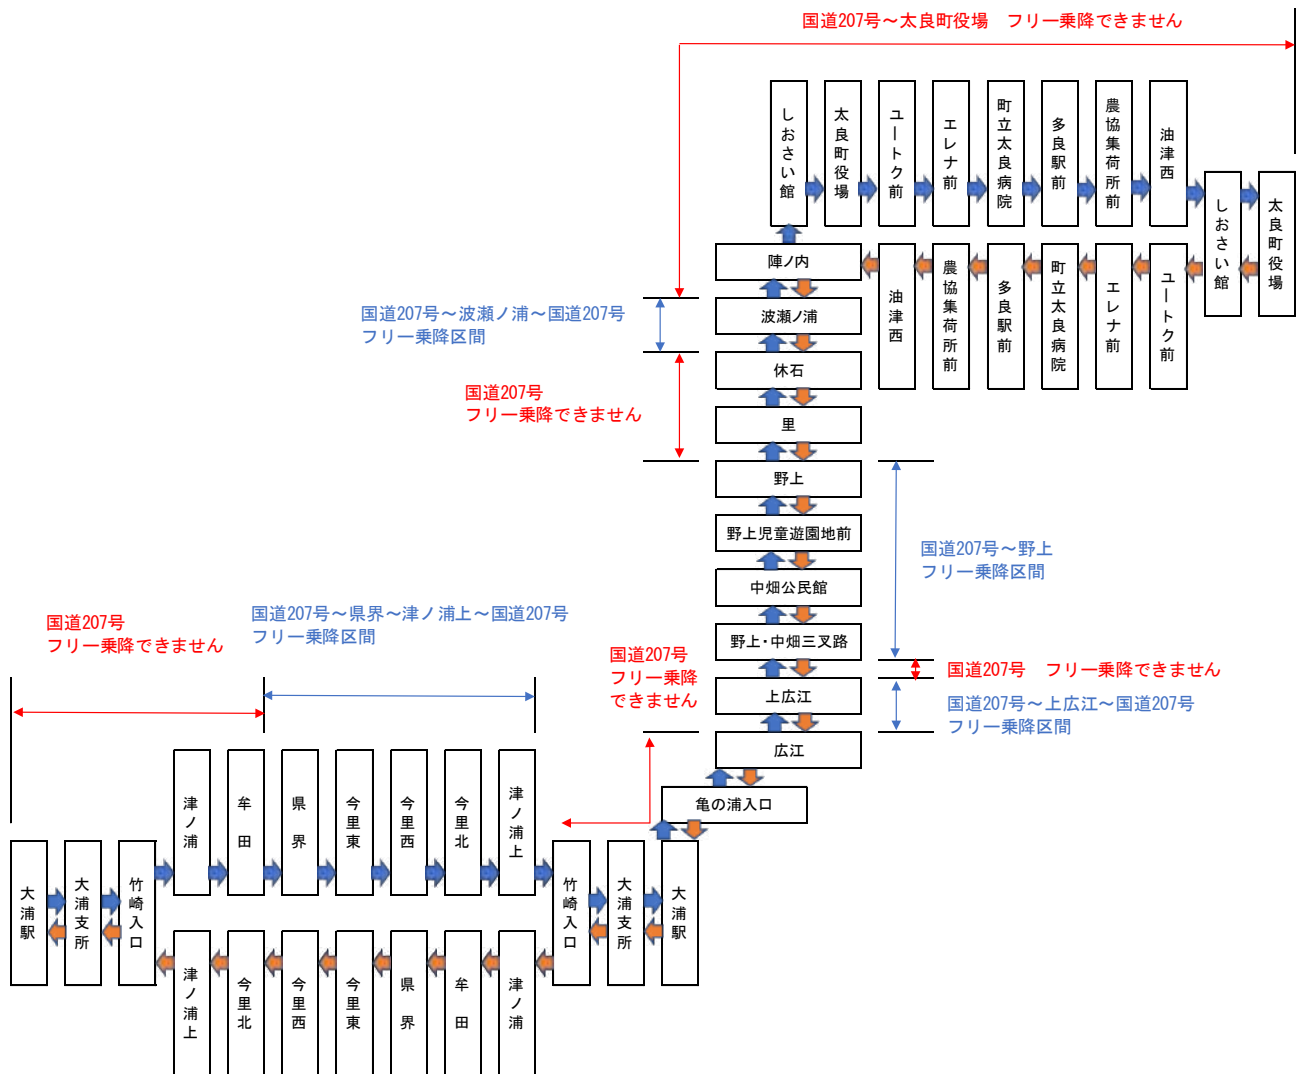 国道207号～太良町役場　フリー乗降できません
しおさい館
太良町役場
ユートク前
エレナ前
町立太良病院
多良駅前
農協集荷所前
油津西
しおさい館
太良町役場
陣ノ内
油津西
農協集荷所前
多良駅前
町立太良病院
エレナ前
ユートク前
国道207号～波瀬ノ浦～国道207号
フリー乗降区間
波瀬ノ浦
休石
国道207号
フリー乗降できません
里
野上
野上児童遊園地前
国道207号～野上
フリー乗降区間
中畑公民館
野上・中畑三叉路
国道207号　フリー乗降できません
上広江
国道207号～上広江～国道207号
フリー乗降区間
広江
亀の浦入口
国道207号
フリー乗降
できません
国道207号～県界～津ノ浦上～国道207号
フリー乗降区間
国道207号
フリー乗降できません
津ノ浦
牟田
県界
今里東
今里西
今里北
津ノ浦上
大浦駅
大浦支所
竹崎入口
竹崎入口
大浦支所
大浦駅
津ノ浦上
今里北
今里西
今里東
県界
牟田
津ノ浦